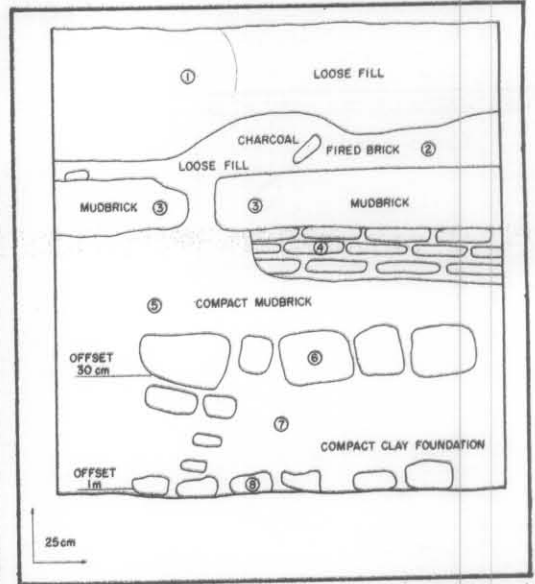 ① LOOSE FILL
CHARCOAL
FIRED BRICK ②
LOOSE FILL
MUDBRICK ③ ③ MUDBRICK
④
⑤ COMPACT MUDBRICK
OFFSET
30 cm
⑥
⑦
COMPACT CLAY FOUNDATION
OFFSET
1m
⑧
25cm